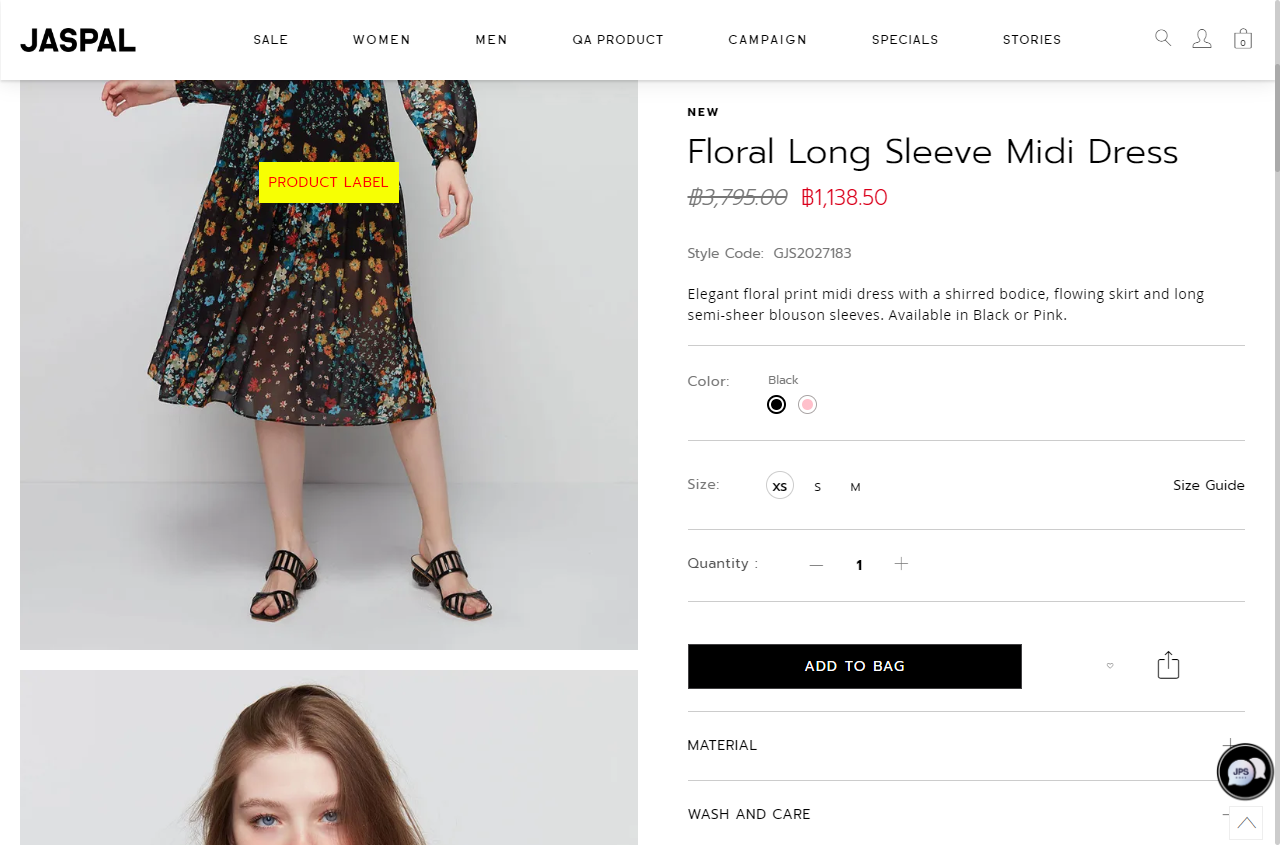 JASPAL
SALE
WOMEN
MEN
QA PRODUCT
CAMPAIGN
SPECIALS
STORIES
0
PRODUCT LABEL
NEW
Floral Long Sleeve Midi Dress
฿3,795.00 ฿1,138.50
Style Code: GJS2027183
Elegant floral print midi dress with a shirred bodice, flowing skirt and long
semi-sheer blouson sleeves. Available in Black or Pink.
Color:
Black
Size:
XS
S
M
Size Guide
Quantity :
1
ADD TO BAG
MATERIAL
JPS
WASH AND CARE